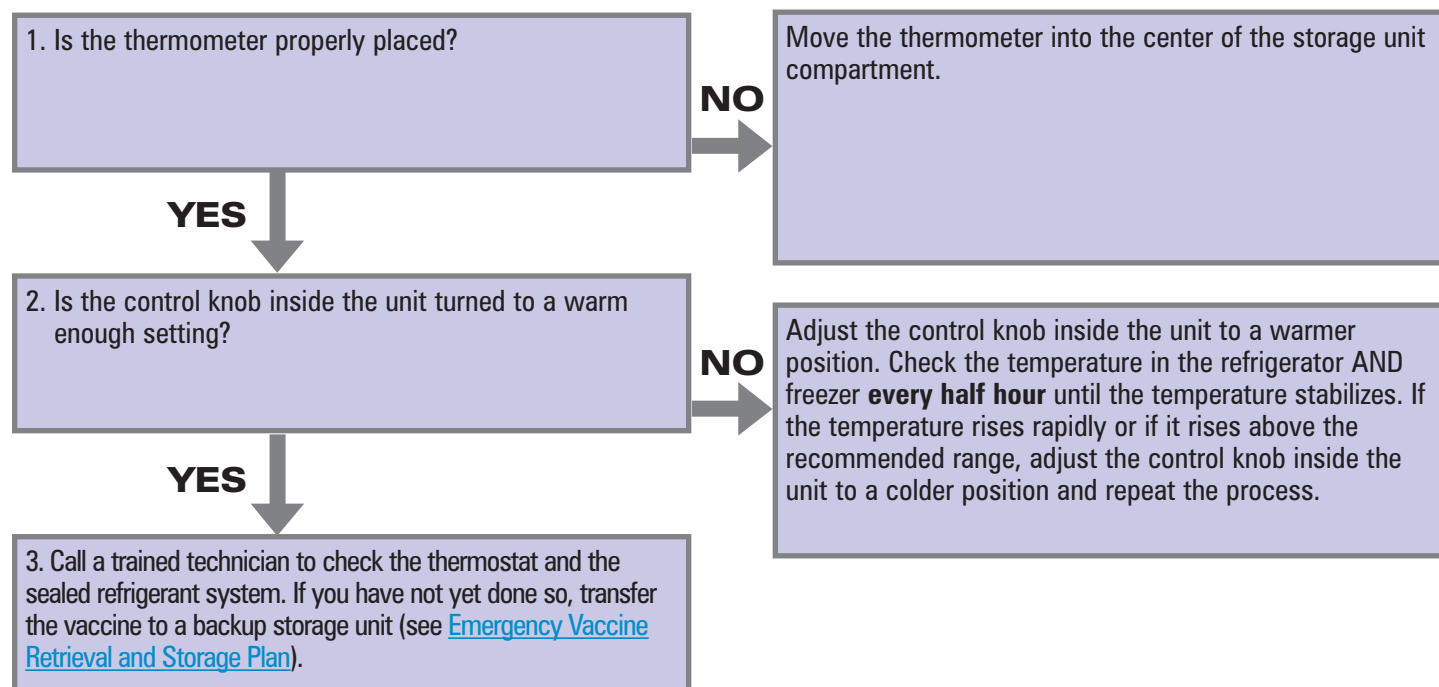 1. Is the thermometer properly placed?
NO
Move the thermometer into the center of the storage unit
compartment.
YES
2. Is the control knob inside the unit turned to a warm
enough setting?
NO
Adjust the control knob inside the unit to a warmer
position. Check the temperature in the refrigerator AND
freezer every half hour until the temperature stabilizes. If
the temperature rises rapidly or if it rises above the
recommended range, adjust the control knob inside the
unit to a colder position and repeat the process.
YES
3. Call a trained technician to check the thermostat and the
sealed refrigerant system. If you have not yet done so, transfer
the vaccine to a backup storage unit (see Emergency Vaccine
Retrieval and Storage Plan).